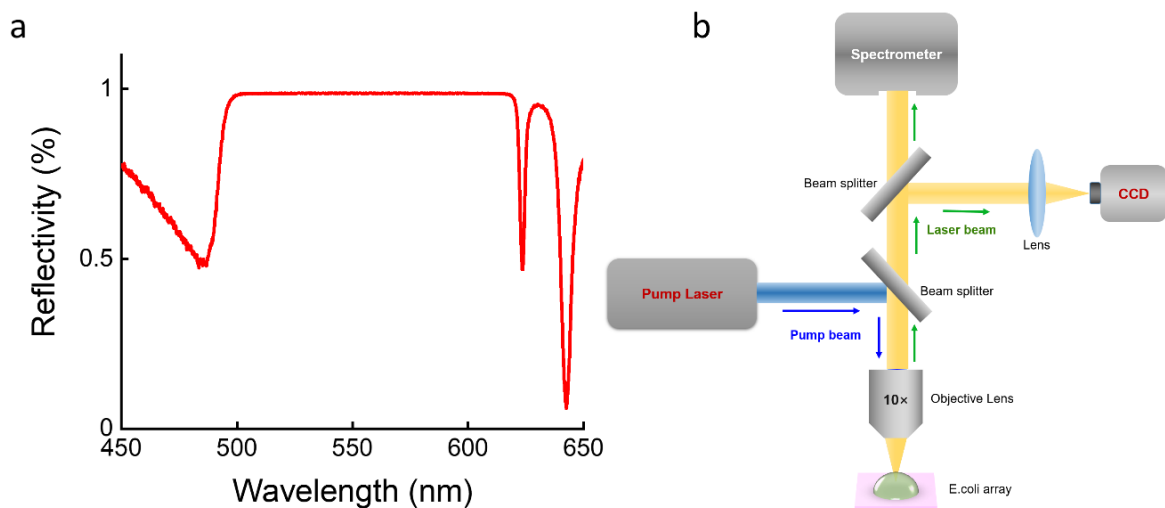 a
Reflectivity (%)
1
0.5
0
450
500
550
600
650
Wavelength (nm)
b
Spectrometer
Beam splitter
CCD
Laser beam
Lens
Pump Laser
Beam splitter
Pump beam
10×
Objective Lens
E.coli array